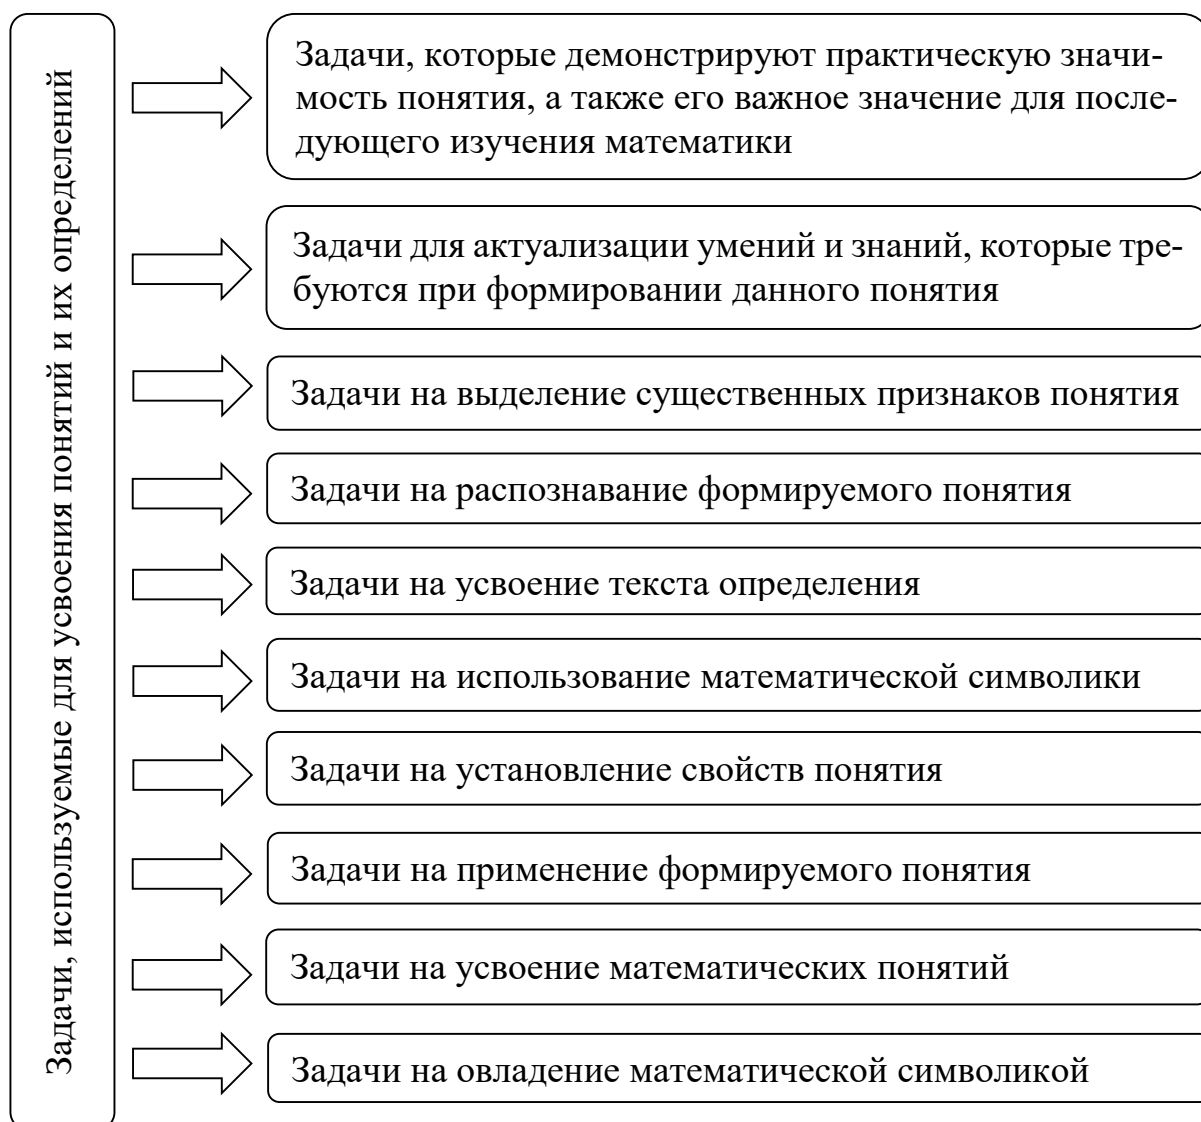 Задачи, используемые для усвоения понятий и их определений
Задачи, которые демонстрируют практическую значи-
мость понятия, а также его важное значение для после-
дующего изучения математики
Задачи для актуализации умений и знаний, которые тре-
буются при формировании данного понятия
Задачи на выделение существенных признаков понятия
Задачи на распознавание формируемого понятия
Задачи на усвоение текста определения
Задачи на использование математической символики
Задачи на установление свойств понятия
Задачи на применение формируемого понятия
Задачи на усвоение математических понятий
Задачи на овладение математической символикой